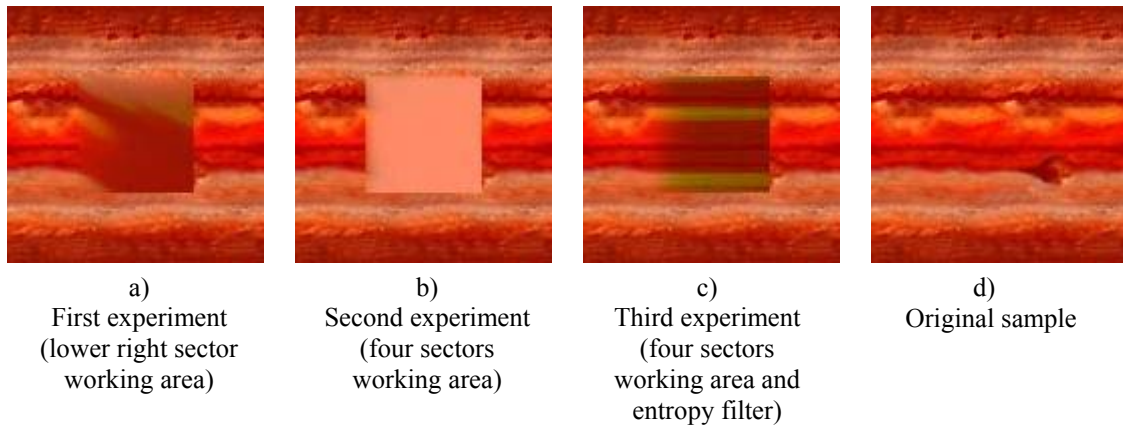 a)
First experiment
(lower right sector
working area)
b)
Second experiment
(four sectors
working area)
c)
Third experiment
(four sectors
working area and
entropy filter)
d)
Original sample